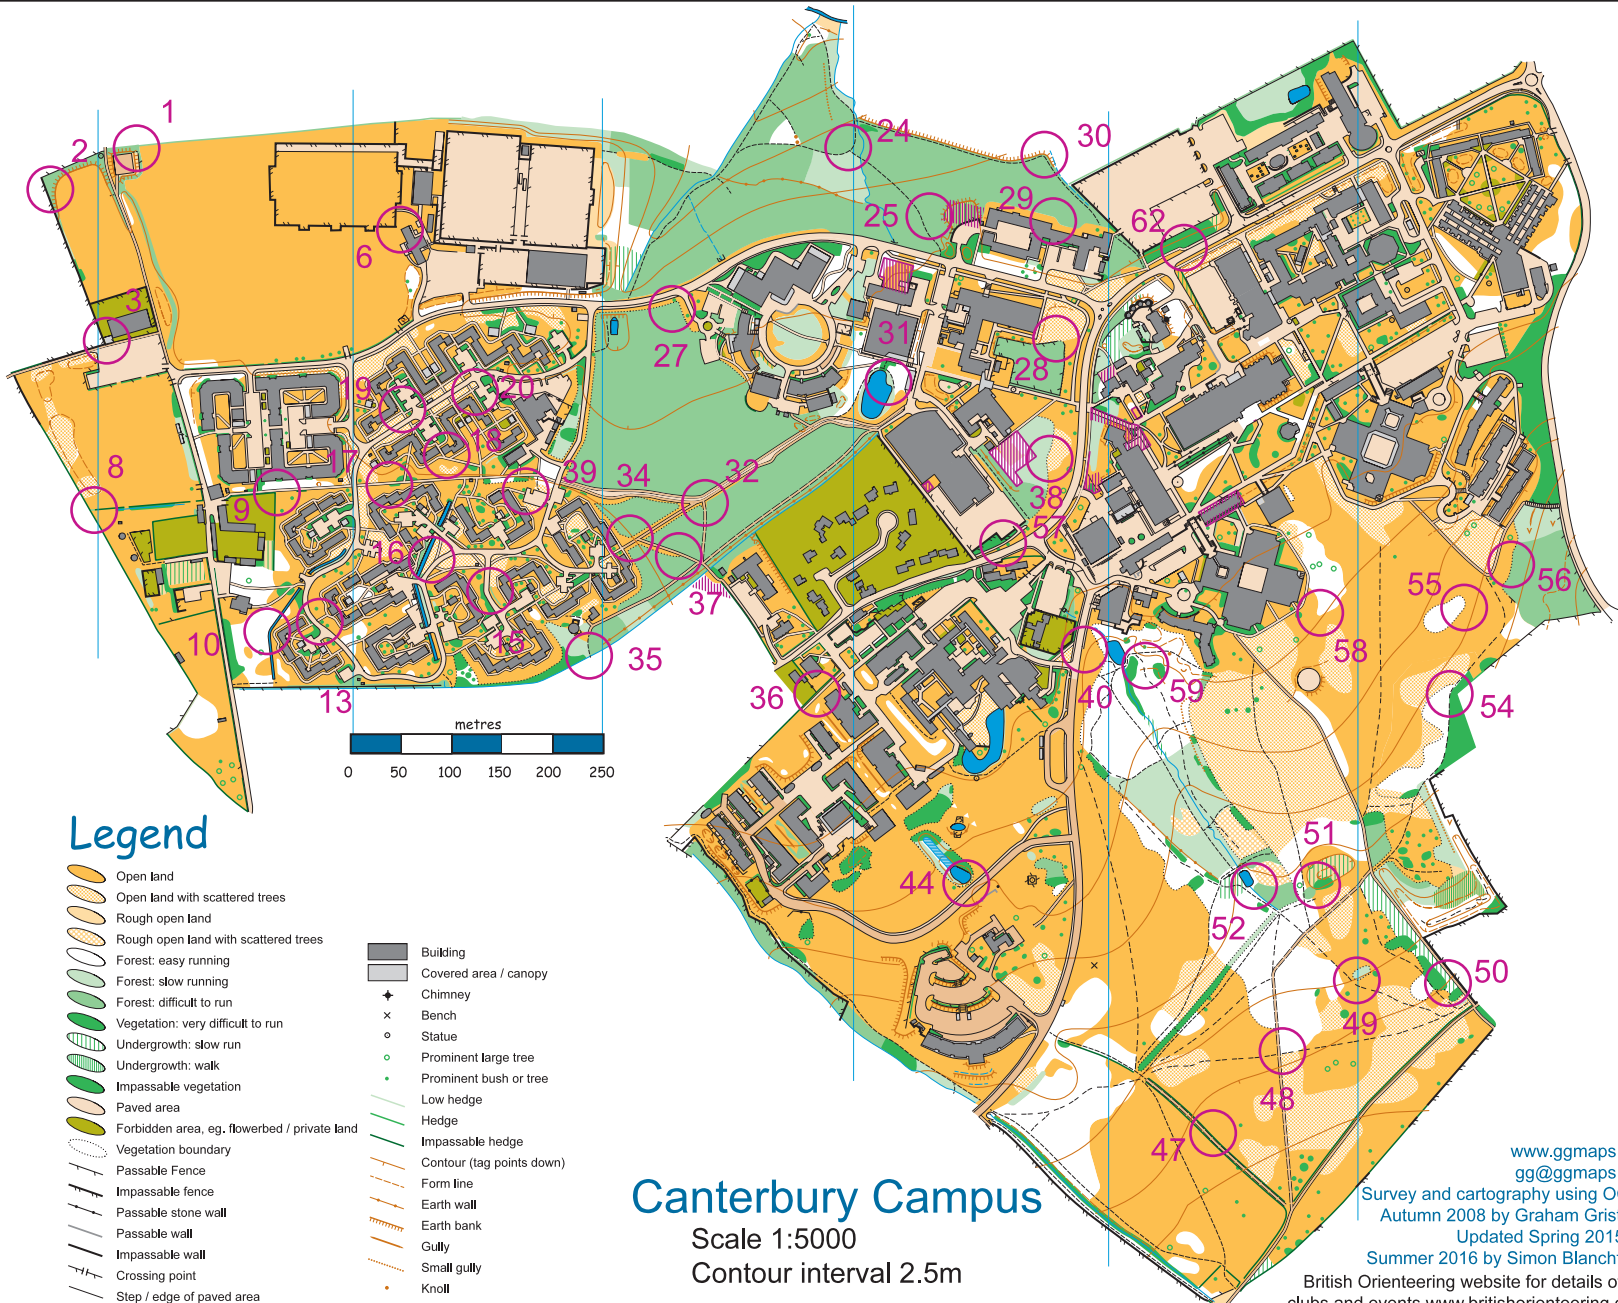 1
2
24
30
3
25
29
62
6
27
31
28
19
20
8
17
18
39
34
32
38
9
57
16
37
55
56
10
15
35
58
13
36
40
59
54
metres
0 50 100 150 200 250
51
44
52
50
49
48
47
Legend
Open land
Open land with scattered trees
Rough open land
Rough open land with scattered trees
Forest: easy running
Forest: slow running
Forest: difficult to run
Vegetation: very difficult to run
Undergrowth: slow run
Undergrowth: walk
Impassable vegetation
Paved area
Forbidden area, eg. flowerbed / private land
Vegetation boundary
Passable Fence
Impassable fence
Passable stone wall
Passable wall
Impassable wall
Crossing point
Step / edge of paved area
Building
Covered area / canopy
Chimney
Bench
Statue
Prominent large tree
Prominent bush or tree
Low hedge
Hedge
Impassable hedge
Contour (tag points down)
Form line
Earth wall
Earth bank
Gully
Small gully
Knoll
Canterbury Campus
Scale 1:5000
Contour interval 2.5m
www.ggmaps
gg@ggmaps
Survey and cartography using
Autumn 2008 by Graham Grist
Updated Spring 2015
Summer 2016 by Simon
British Orienteering website for details
clubs and events www.britishorienteering